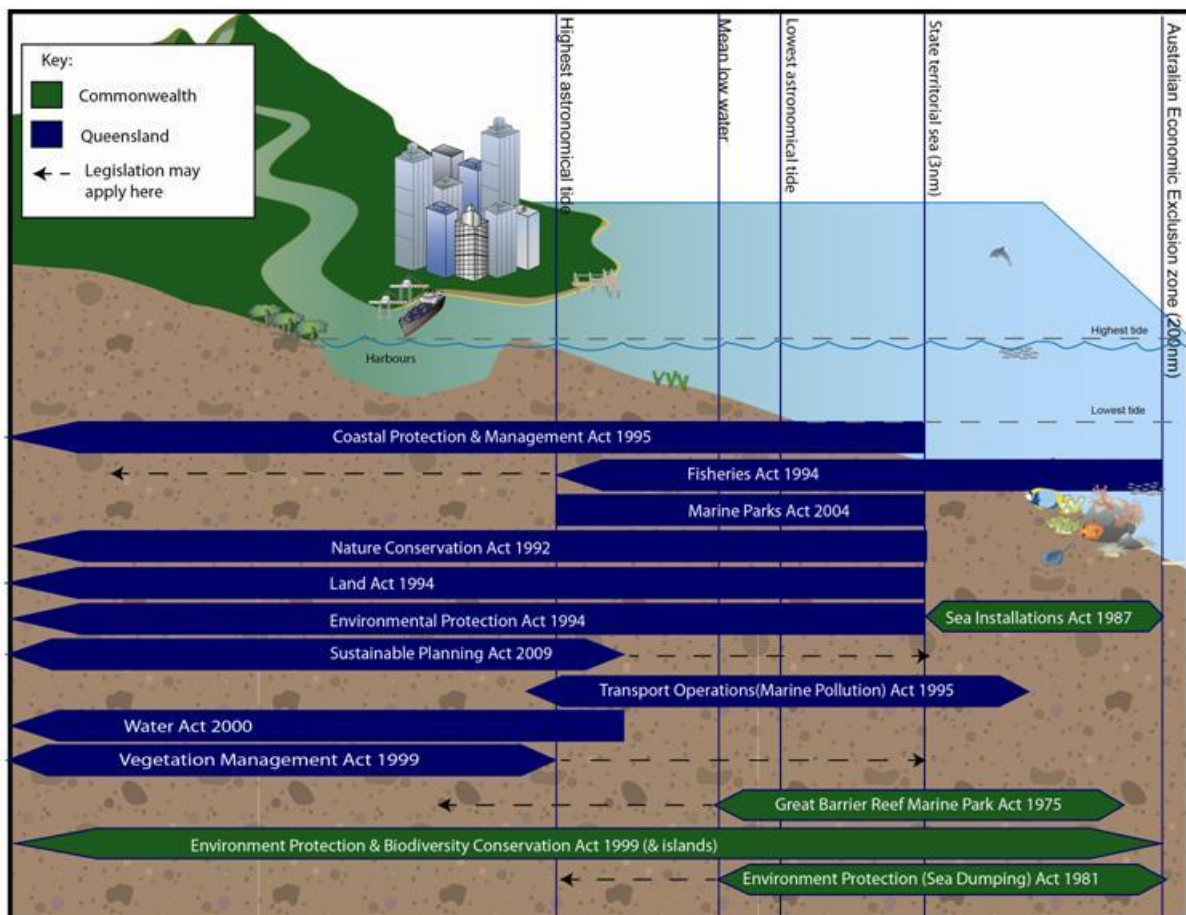 Key:
Commonwealth
Queensland
Legislation may
apply here
Highest astronomical tide
Mean low water
Lowest astronomical tide
State territorial sea (3nm)
Australian Economic Exclusion zone (200nm)
Highest tide
Harbours
Lowest tide
Coastal Protection & Management Act 1995
Fisheries Act 1994
Marine Parks Act 2004
Nature Conservation Act 1992
Land Act 1994
Environmental Protection Act 1994
Sea Installations Act 1987
Sustainable Planning Act 2009
Transport Operations(Marine Pollution) Act 1995
Water Act 2000
Vegetation Management Act 1999
Great Barrier Reef Marine Park Act 1975
Environment Protection & Biodiversity Conservation Act 1999 (& islands)
Environment Protection (Sea Dumping) Act 1981